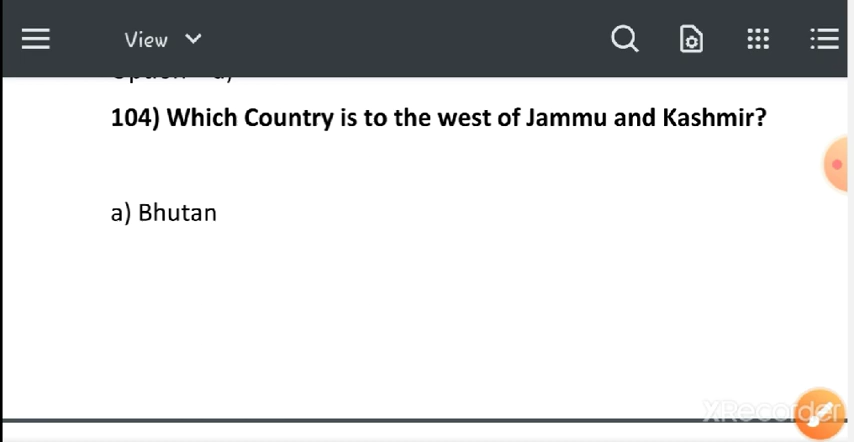 View
104) Which Country is to the west of Jammu and Kashmir?
a) Bhutan
XRecorder